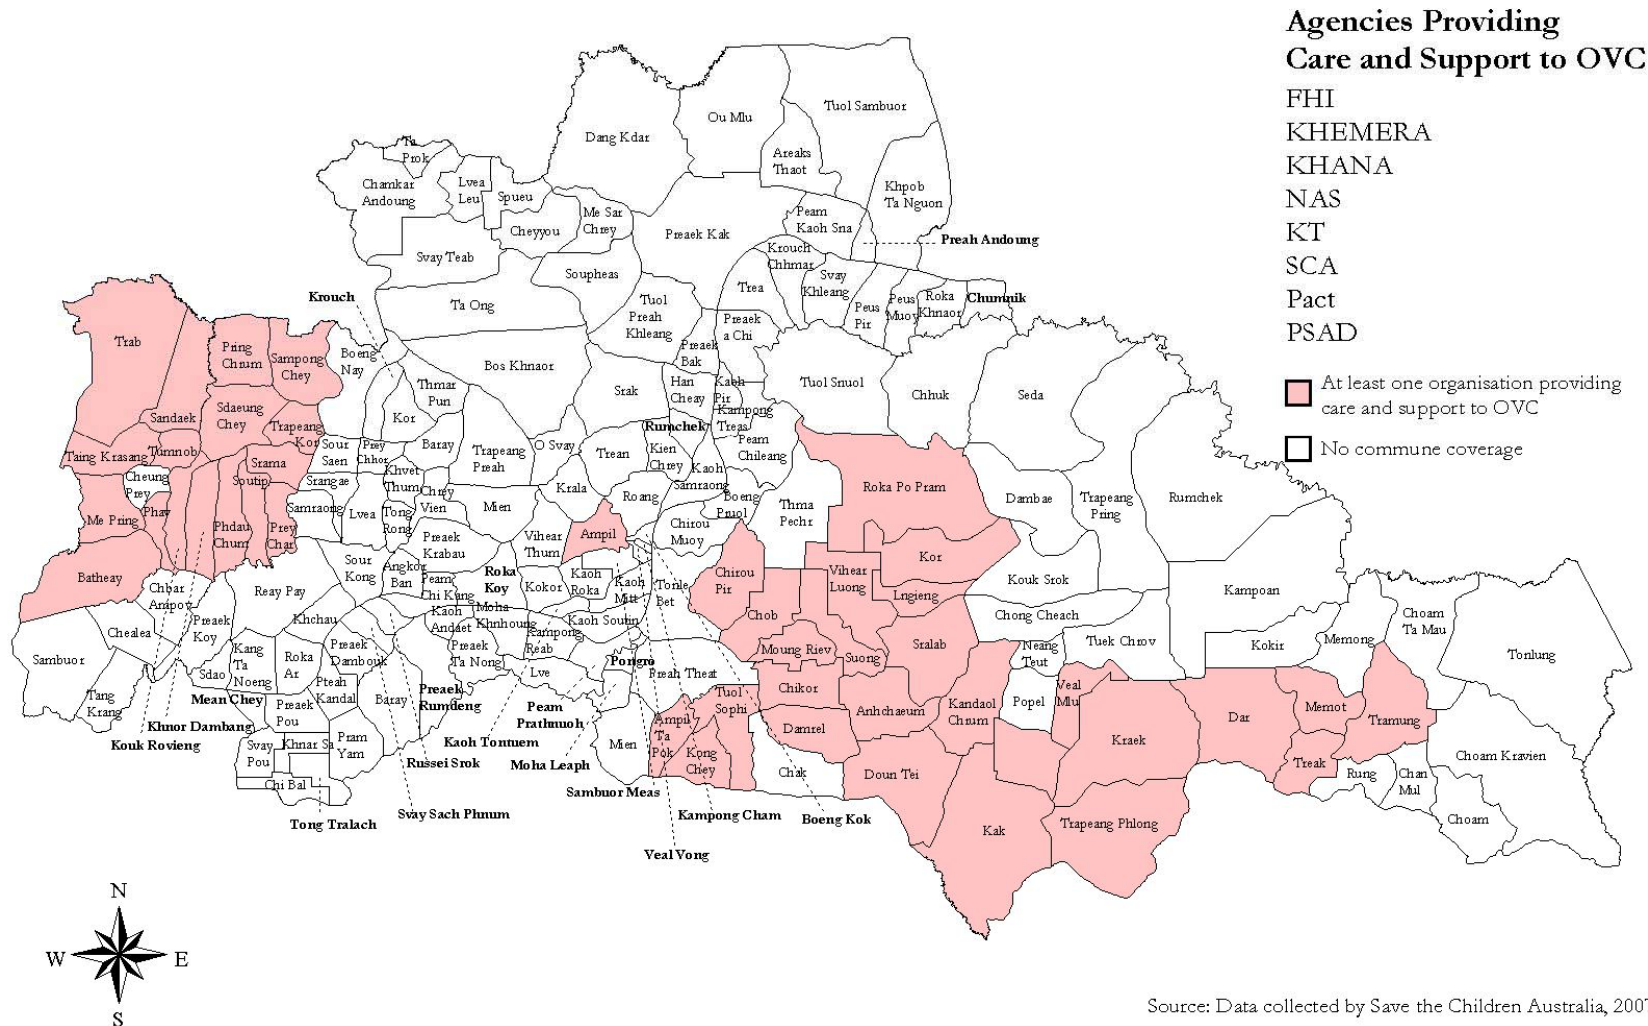 Agencies Providing
Care and Support to OVC
FHI
KHEMERA
KHANA
NAS
KT
SCA
Pact
PSAD
At least one organisation providing
care and support to OVC
No commune coverage
Tuol Sambuor
Ou Mlu
Dang Kdar
Areaks
Thaot
Ta
Prok
Chamkar
Andoung
Lvea
Leu
Spueu
Khpob
Ta Nguon
Me Sar
Chrey
Cheyyou
Peam
Kaoh Sna
Preaek Kak
Preah Andoung
Svay Teab
Krouch
Chhmar
Soupheas
Svay
Khleang
Trea
Krouch
Ta Ong
Tuol
Preah
Khleang
Peus
Pir
Peus
Muoy
Roka
Khnaor
Chumnik
Preaek
a Chi
Trab
Pring
Chrum
Sampong
Chey
Boeng
Nay
Bos Khnaor
Preaek
Bak
Thmar
Pun
Srak
Han
Cheay
Kaoh
Pir
Tuol Snuol
Chhuk
Seda
Sandaek
Sdaeung
Chey
Trapeang
Kor
Kor
Kampong
Treas
Rumchek
Taing Krasang
Tumnob
Srama
Sour
Saen
Prey
Chhor
Baray
Trapeang
Preah
O Svay
Trean
Kien
Chrey
Peam
Chileang
Cheung
Prey
Soutip
Srangae
Khvet
Thum
Chrey
Vien
Krala
Roang
Kaoh
Samraong
Roka Po Pram
Me Pring
Phav
Phdau
Chum
Prey
Char
Samraong
Lvea
Tong
Rong
Mien
Boeng
Pruol
Thma
Pechr
Dambae
Trapeang
Pring
Rumchek
Preaek
Krabau
Vihear
Thum
Ampil
Chirou
Muoy
Kor
Batheay
Sour
Kong
Angkor
Ban
Peam
Chi Kang
Roka
Koy
Kokor
Kaoh
Roka
Kaoh
Mitt
Tonle
Bet
Chirou
Pir
Vihear
Luong
Lngieng
Kouk Srok
Kampoan
Chbar
Ampov
Reay Pay
Chob
Chong Cheach
Choam
Ta Mau
Preaek
Koy
Khchau
Kaoh
Andaet
Moha
Khnhoung
Kaoh Soutin
Chealea
Kampong
Reab
Moung Riev
Suong
Sralab
Neang
Teut
Tuek Chrov
Kokir
Memong
Sambuor
Kang
Ta
Noeng
Roka
Ar
Preaek
Dambouk
Preaek
Ta Nong
Pongro
Tonlung
Sdao
Pteah
Kandal
Lve
Preah Theat
Chikor
Tang
Krang
Mean Chey
Baray
Preaek
Rumdeng
Tuol
Sophi
Anhchaeum
Kandaol
Chrum
Popel
Veal
Mlu
Dar
Memot
Tramung
Preaek
Pou
Peam
Prathnuoh
Ampil
Ta
Pok
Damrel
Khnor Dambang
Kouk Rovieng
Svay
Pou
Khnar Sa
Pram
Yam
Kaoh Tontuem
Mien
Kong
Chey
Kraek
Russei Srok
Moha Leaph
Chak
Doun Tei
Treak
Rung
Chan
Mul
Choam Kravien
Chi Bal
Sambuor Meas
Tong Tralach
Svay Sach Phnum
Kampong Cham
Boeng Kok
Kak
Trapeang Phlong
Choam
Veal Vong
N
W
E
S
Source: Data collected by Save the Children Australia, 2007